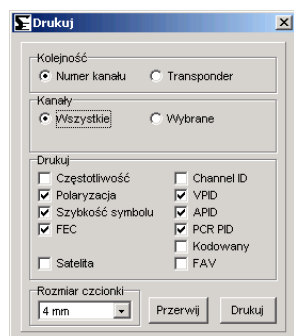 Drukuj
Kolejność
Numer kanału Transponder
Kanały
Wszystkie Wybrane
Drukuj
Częstotliwość Channel ID
Polaryzacja VPID
Szybkość symbolu APID
FEC PCR PID
Kodowany
Satelita FAV
Rozmiar czcionki
4 mm Przerwij Drukuj